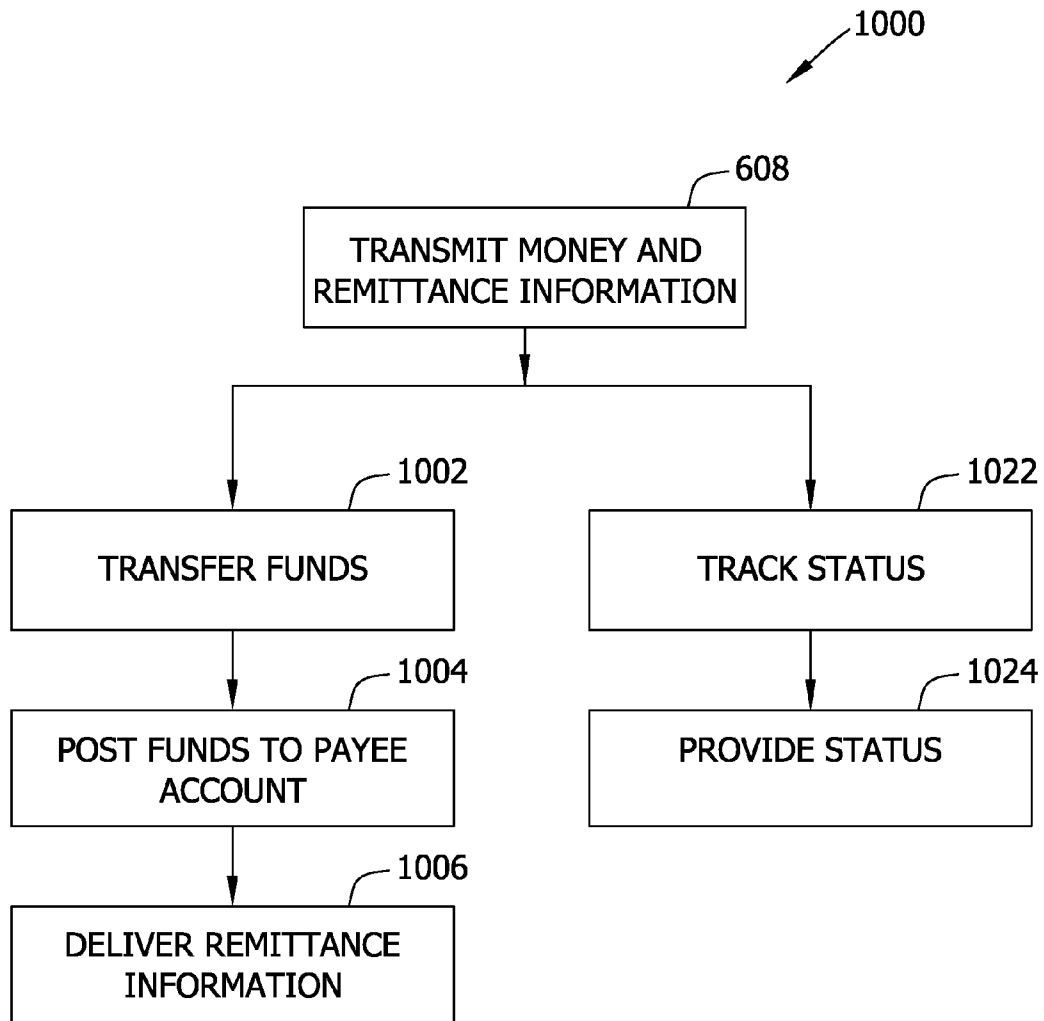 1000
608
TRANSMIT MONEY AND
REMITTANCE INFORMATION
1002
TRANSFER FUNDS
1004
POST FUNDS TO PAYEE
ACCOUNT
1006
DELIVER REMITTANCE
INFORMATION
1022
TRACK STATUS
1024
PROVIDE STATUS